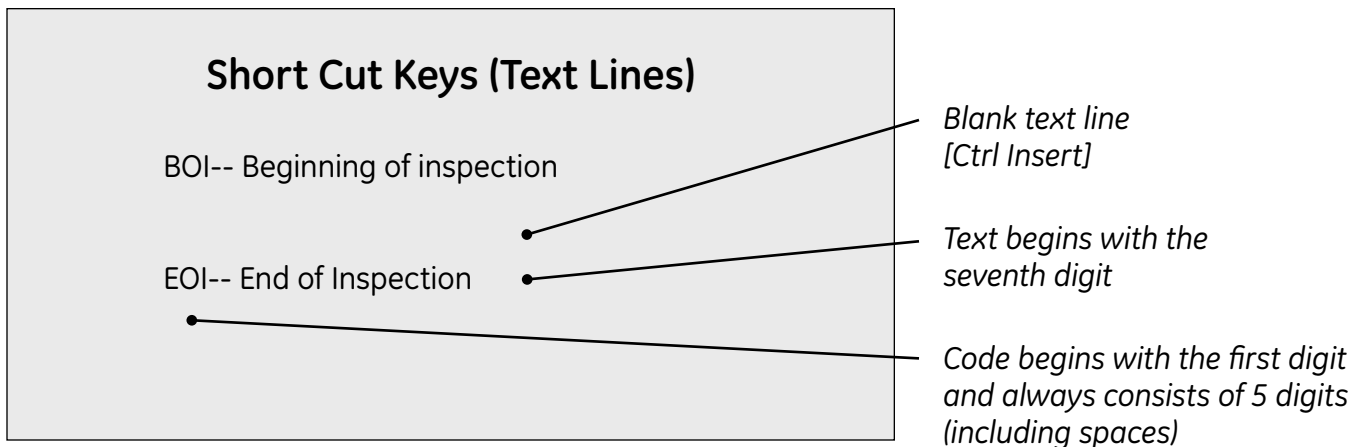 Short Cut Keys (Text Lines)
BOI-- Beginning of inspection
EOI-- End of Inspection
Blank text line
[Ctrl Insert]
Text begins with the
seventh digit
Code begins with the first digit
and always consists of 5 digits
(including spaces)